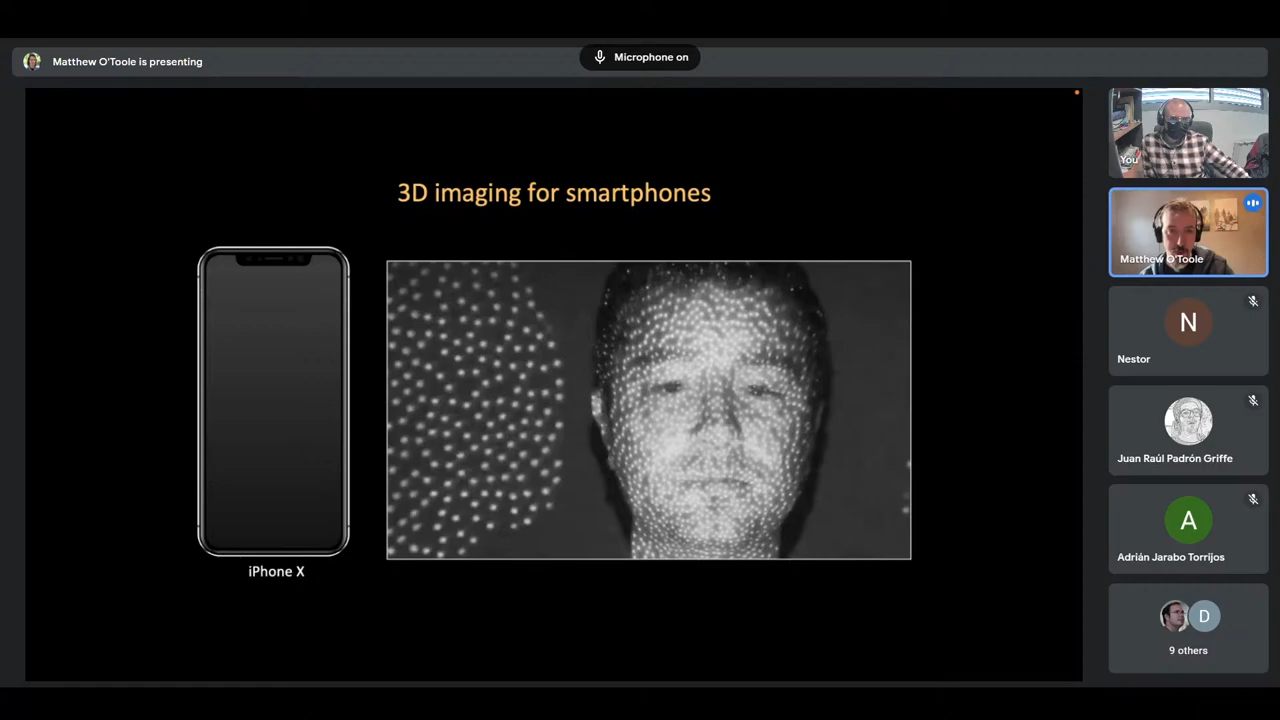 Matthew O'Toole is presenting
Microphone on
3D imaging for smartphones
iPhone X
You
Matthew O'Toole
N
Nestor
Juan Raúl Padrón Griffe
A
Adrián Jarabo Torrijos
D
9 others